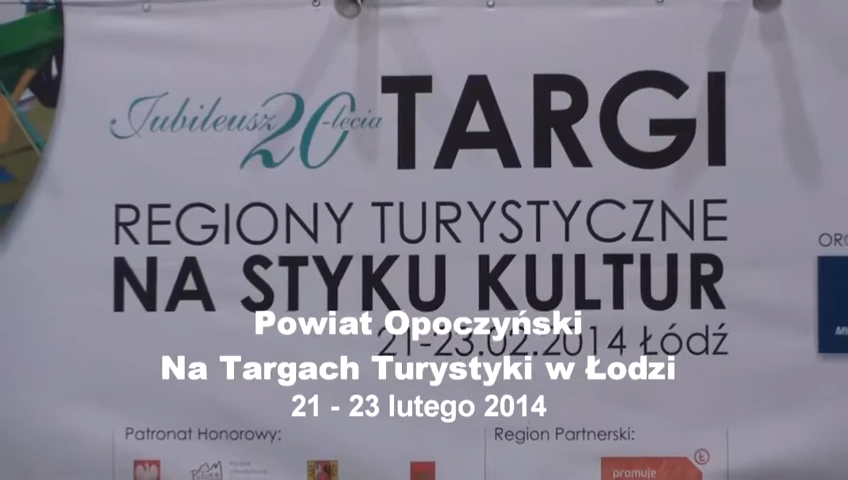 Jubileusz 20-lecia TARGI
REGIONY TURYSTYCZNE
NA STYKU KULTUR
Powiat Opoczyński
21-23.02.2014 Łódź
Na Targach Turystyki w Łodzi
21 - 23 lutego 2014
Patronat Honorowy:
Region Partnerski:
promuje